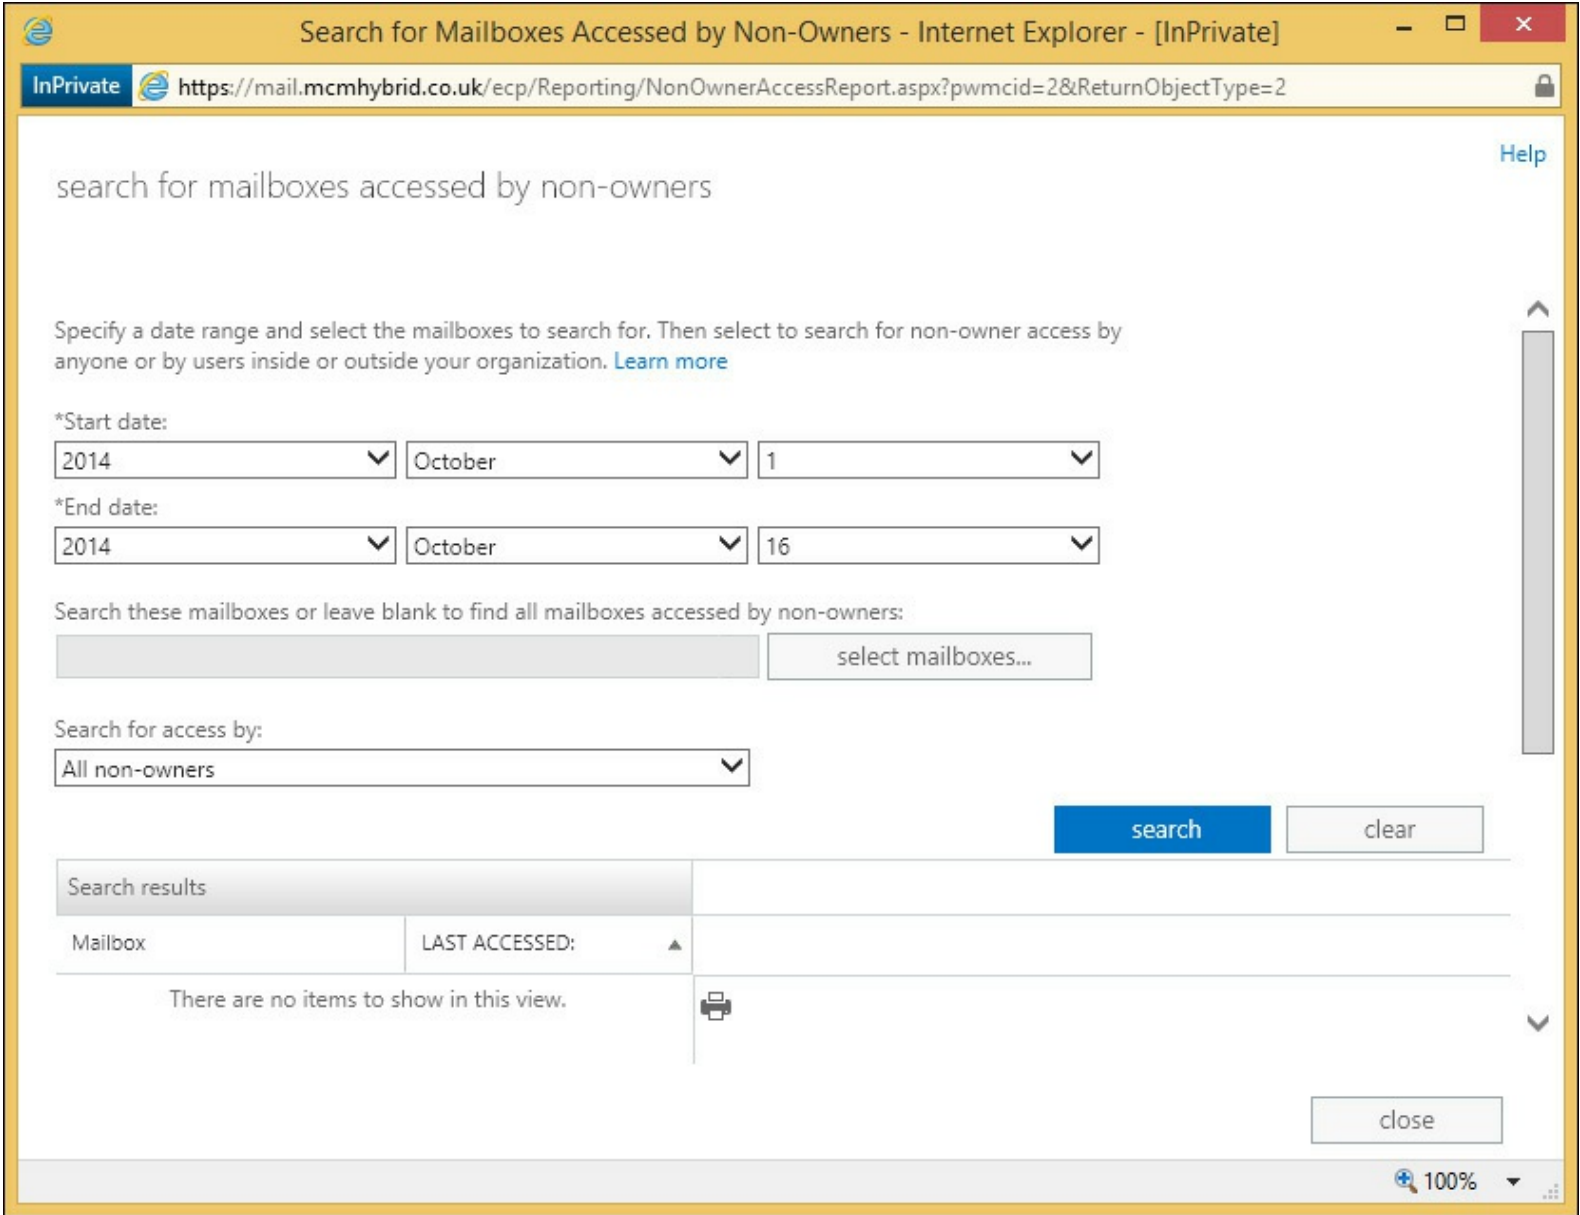 Search for Mailboxes Accessed by Non-Owners - Internet Explorer - [InPrivate]
InPrivate https://mail.mcmhybrid.co.uk/ecp/Reporting/NonOwnerAccessReport.aspx?pwmcid=2&ReturnObjectType=2
Help
search for mailboxes accessed by non-owners
Specify a date range and select the mailboxes to search for. Then select to search for non-owner access by
anyone or by users inside or outside your organization. Learn more
*Start date:
2014 October 1
*End date:
2014 October 16
Search these mailboxes or leave blank to find all mailboxes accessed by non-owners:
select mailboxes...
Search for access by:
All non-owners
search clear
Search results
Mailbox LAST ACCESSED:
There are no items to show in this view.
close
100%